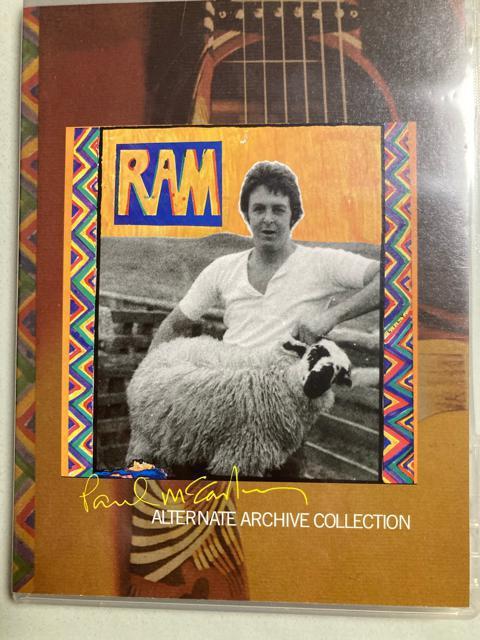 RAM
Paul McCartney
ALTERNATE ARCHIVE COLLECTION